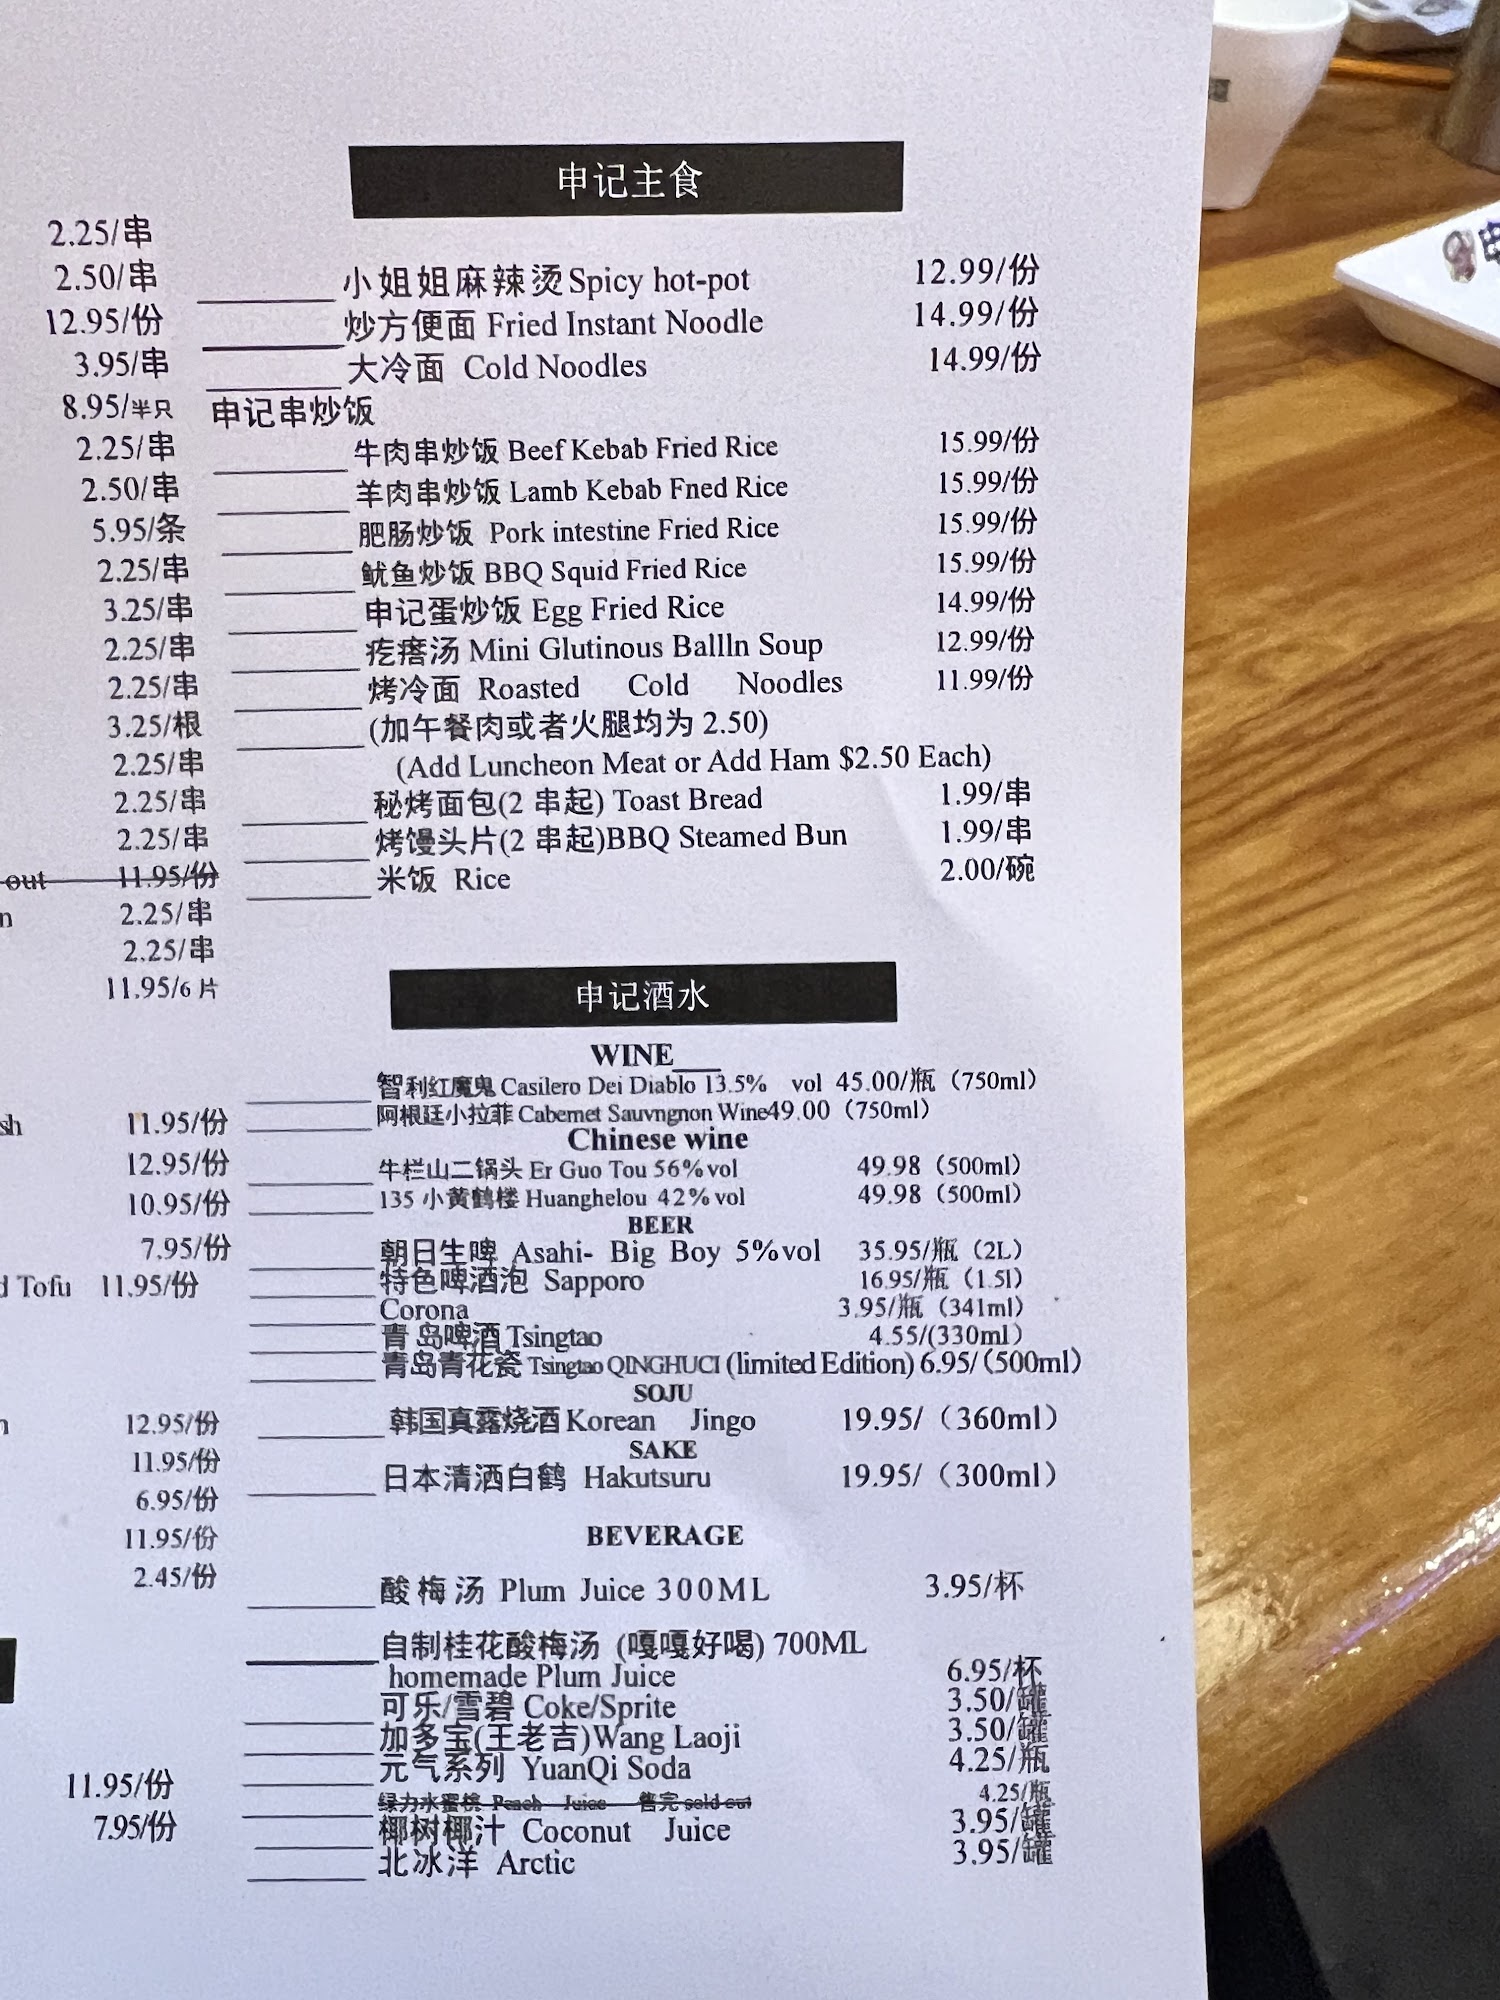 2.25/串
2.50/串
12.95/份
3.95/串
8.95/半只
2.25/串
2.50/串
5.95/条
2.25/串
3.25/串
2.25/串
2.25/串
3.25/根
2.25/串
2.25/串
2.25/串
out 11.95/份
n 2.25/串
2.25/串
11.95/6 片
sh 11.95/份
12.95/份
10.95/份
7.95/份
d Tofu 11.95/份
n 12.95/份
11.95/份
6.95/份
11.95/份
2.45/份
11.95/份
7.95/份
申记主食
小姐姐麻辣烫Spicy hot-pot 12.99/份
炒方便面 Fried Instant Noodle 14.99/份
大冷面 Cold Noodles 14.99/份
申记串炒饭
牛肉串炒饭 Beef Kebab Fried Rice 15.99/份
羊肉串炒饭 Lamb Kebab Fned Rice 15.99/份
肥肠炒饭 Pork intestine Fried Rice 15.99/份
鱿鱼炒饭 BBQ Squid Fried Rice 15.99/份
申记蛋炒饭 Egg Fried Rice 14.99/份
疙瘩汤 Mini Glutinous Ballln Soup 12.99/份
烤冷面 Roasted Cold Noodles 11.99/份
(加午餐肉或者火腿均为 2.50)
(Add Luncheon Meat or Add Ham $2.50 Each)
秘烤面包(2 串起) Toast Bread 1.99/串
烤馒头片(2 串起)BBQ Steamed Bun 1.99/串
米饭 Rice 2.00/碗
申记酒水
WINE
智利红魔鬼 Casilero Dei Diablo 13.5% vol 45.00/瓶（750ml）
阿根廷小拉菲 Cabemet Sauvngnon Wine49.00（750ml）
Chinese wine
牛栏山二锅头 Er Guo Tou 56%vol 49.98（500ml）
135 小黄鹤楼 Huanghelou 42%vol 49.98（500ml）
BEER
朝日生啤 Asahi- Big Boy 5%vol 35.95/瓶（2L）
特色啤酒泡 Sapporo 16.95/瓶（1.5l）
Corona 3.95/瓶（341ml）
青岛啤酒 Tsingtao 4.55/(330ml）
青岛青花瓷 Tsingtao QINGHUCI (limited Edition) 6.95/（500ml）
SOJU
韩国真露烧酒 Korean Jingo 19.95/（360ml）
SAKE
日本清酒白鹤 Hakutsuru 19.95/（300ml）
BEVERAGE
酸梅汤 Plum Juice 300ML 3.95/杯
自制桂花酸梅汤 (嘎嘎好喝) 700ML
homemade Plum Juice 6.95/杯
可乐/雪碧 Coke/Sprite 3.50/罐
加多宝(王老吉)Wang Laoji 3.50/罐
元气系列 YuanQi Soda 4.25/瓶
绿力水蜜桃 Peach Juice 售完 sold out 4.25/瓶
椰树椰汁 Coconut Juice 3.95/罐
北冰洋 Arctic 3.95/罐